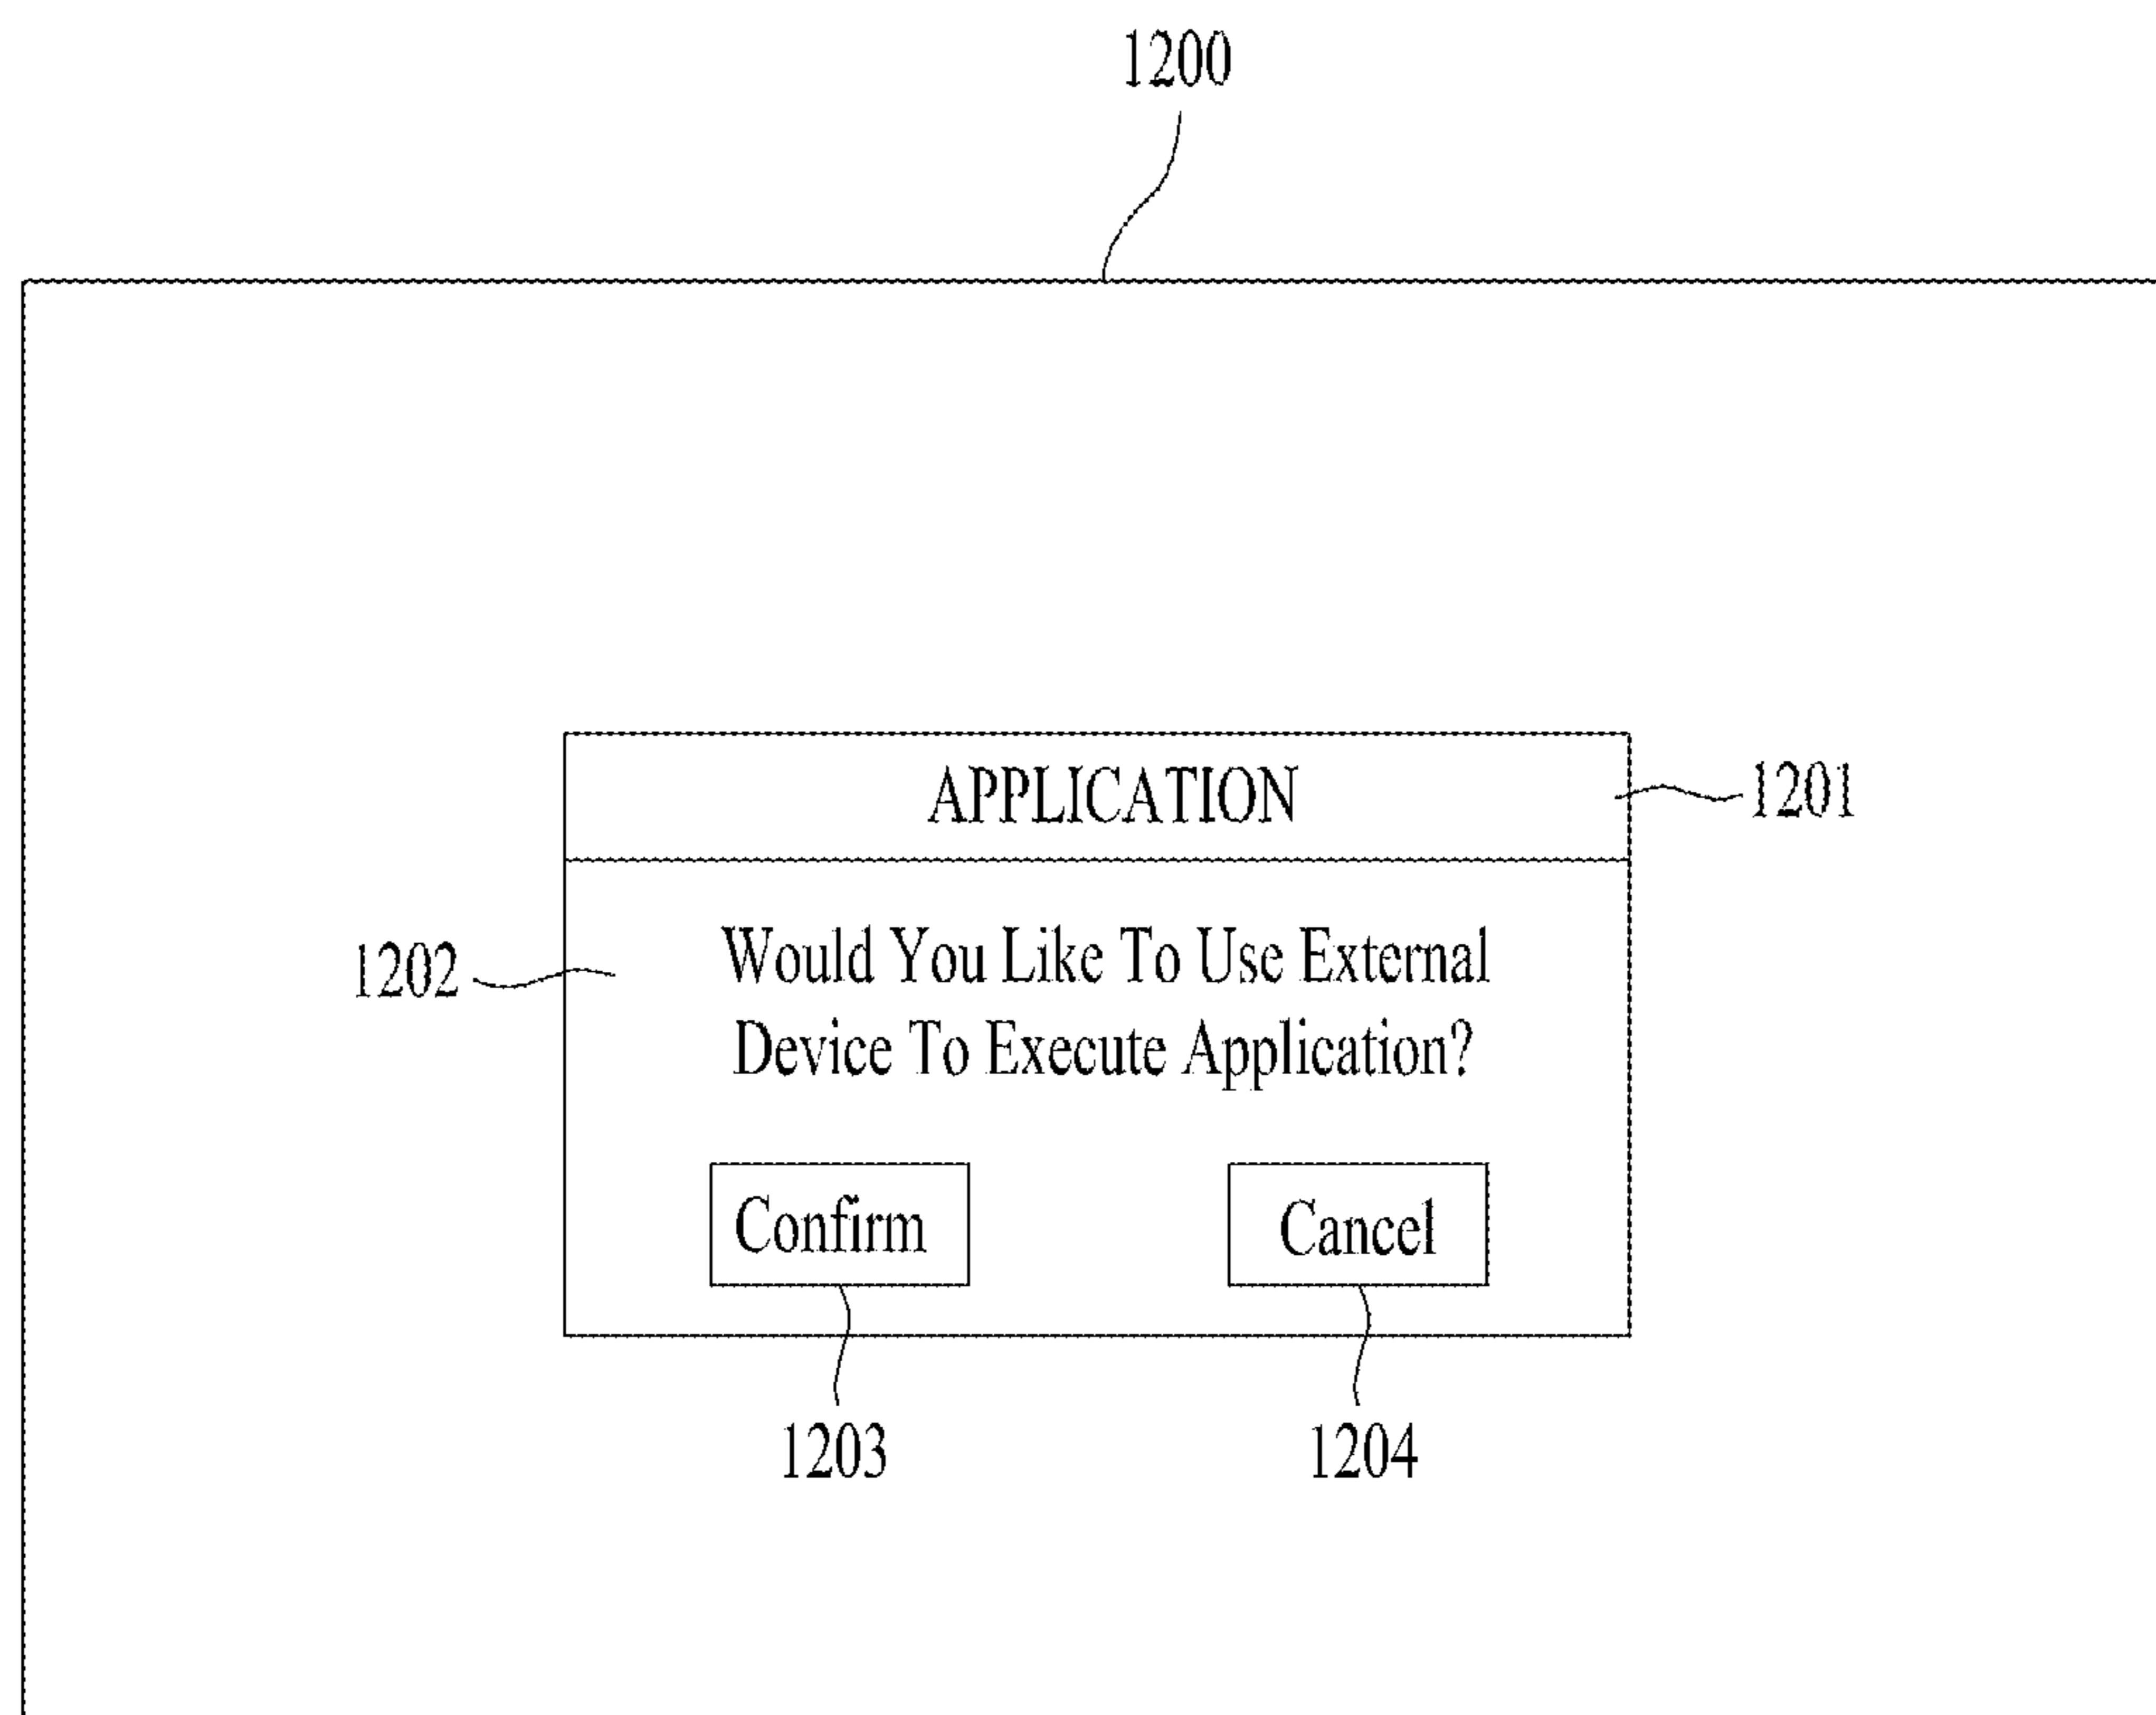 1200
APPLICATION
1201
1202
Would You Like To Use External
Device To Execute Application?
Confirm
Cancel
1203
1204